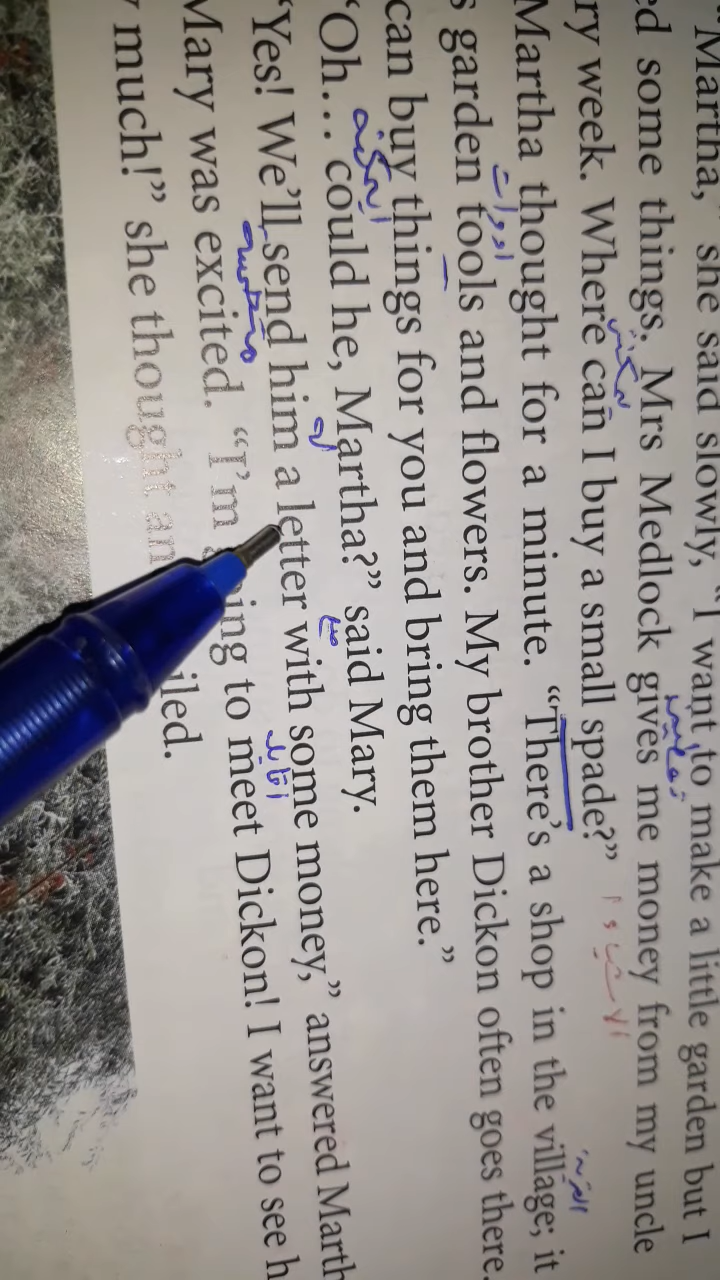 "Martha," she said slowly, "I want to make a little garden but I
ed some things. Mrs Medlock gives me money from my uncle
ry week. Where can I buy a small spade?"
القريه
Martha thought for a minute. "There's a shop in the village; it
ادوات
s garden tools and flowers. My brother Dickon often goes there.
can buy things for you and bring them here."
"Oh... could he, Martha?" said Mary.
مع
"Yes! We'll send him a letter with some money," answered Marth
اقابل
Mary was excited. "I'm ing to meet Dickon! I want to see h
much!" she thought an iled.